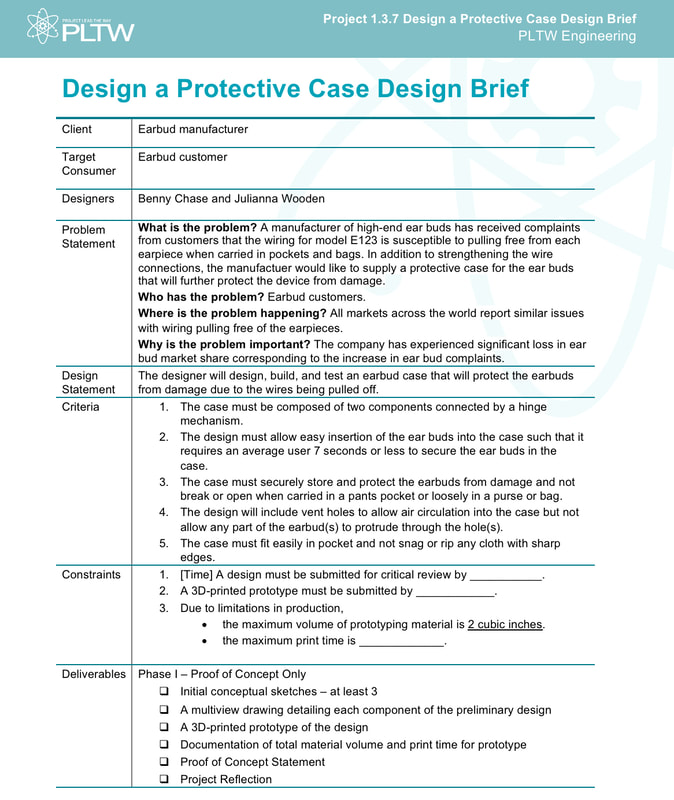 PROJECT LEAD THE WAY
PLTW
Project 1.3.7 Design a Protective Case Design Brief
PLTW Engineering
Design a Protective Case Design Brief
Client
Earbud manufacturer
Target
Consumer
Earbud customer
Designers
Benny Chase and Julianna Wooden
Problem
Statement
What is the problem? A manufacturer of high-end ear buds has received complaints
from customers that the wiring for model E123 is susceptible to pulling free from each
earpiece when carried in pockets and bags. In addition to strengthening the wire
connections, the manufactuer would like to supply a protective case for the ear buds
that will further protect the device from damage.
Who has the problem? Earbud customers.
Where is the problem happening? All markets across the world report similar issues
with wiring pulling free of the earpieces.
Why is the problem important? The company has experienced significant loss in ear
bud market share corresponding to the increase in ear bud complaints.
Design
Statement
The designer will design, build, and test an earbud case that will protect the earbuds
from damage due to the wires being pulled off.
Criteria
1. The case must be composed of two components connected by a hinge
mechanism.
2. The design must allow easy insertion of the ear buds into the case such that it
requires an average user 7 seconds or less to secure the ear buds in the
case.
3. The case must securely store and protect the earbuds from damage and not
break or open when carried in a pants pocket or loosely in a purse or bag.
4. The design will include vent holes to allow air circulation into the case but not
allow any part of the earbud(s) to protrude through the hole(s).
5. The case must fit easily in pocket and not snag or rip any cloth with sharp
edges.
Constraints
1. [Time] A design must be submitted for critical review by ___________.
2. A 3D-printed prototype must be submitted by ____________.
3. Due to limitations in production,
• the maximum volume of prototyping material is 2 cubic inches.
• the maximum print time is _____________.
Deliverables
Phase I – Proof of Concept Only
❑ Initial conceptual sketches – at least 3
❑ A multiview drawing detailing each component of the preliminary design
❑ A 3D-printed prototype of the design
❑ Documentation of total material volume and print time for prototype
❑ Proof of Concept Statement
❑ Project Reflection